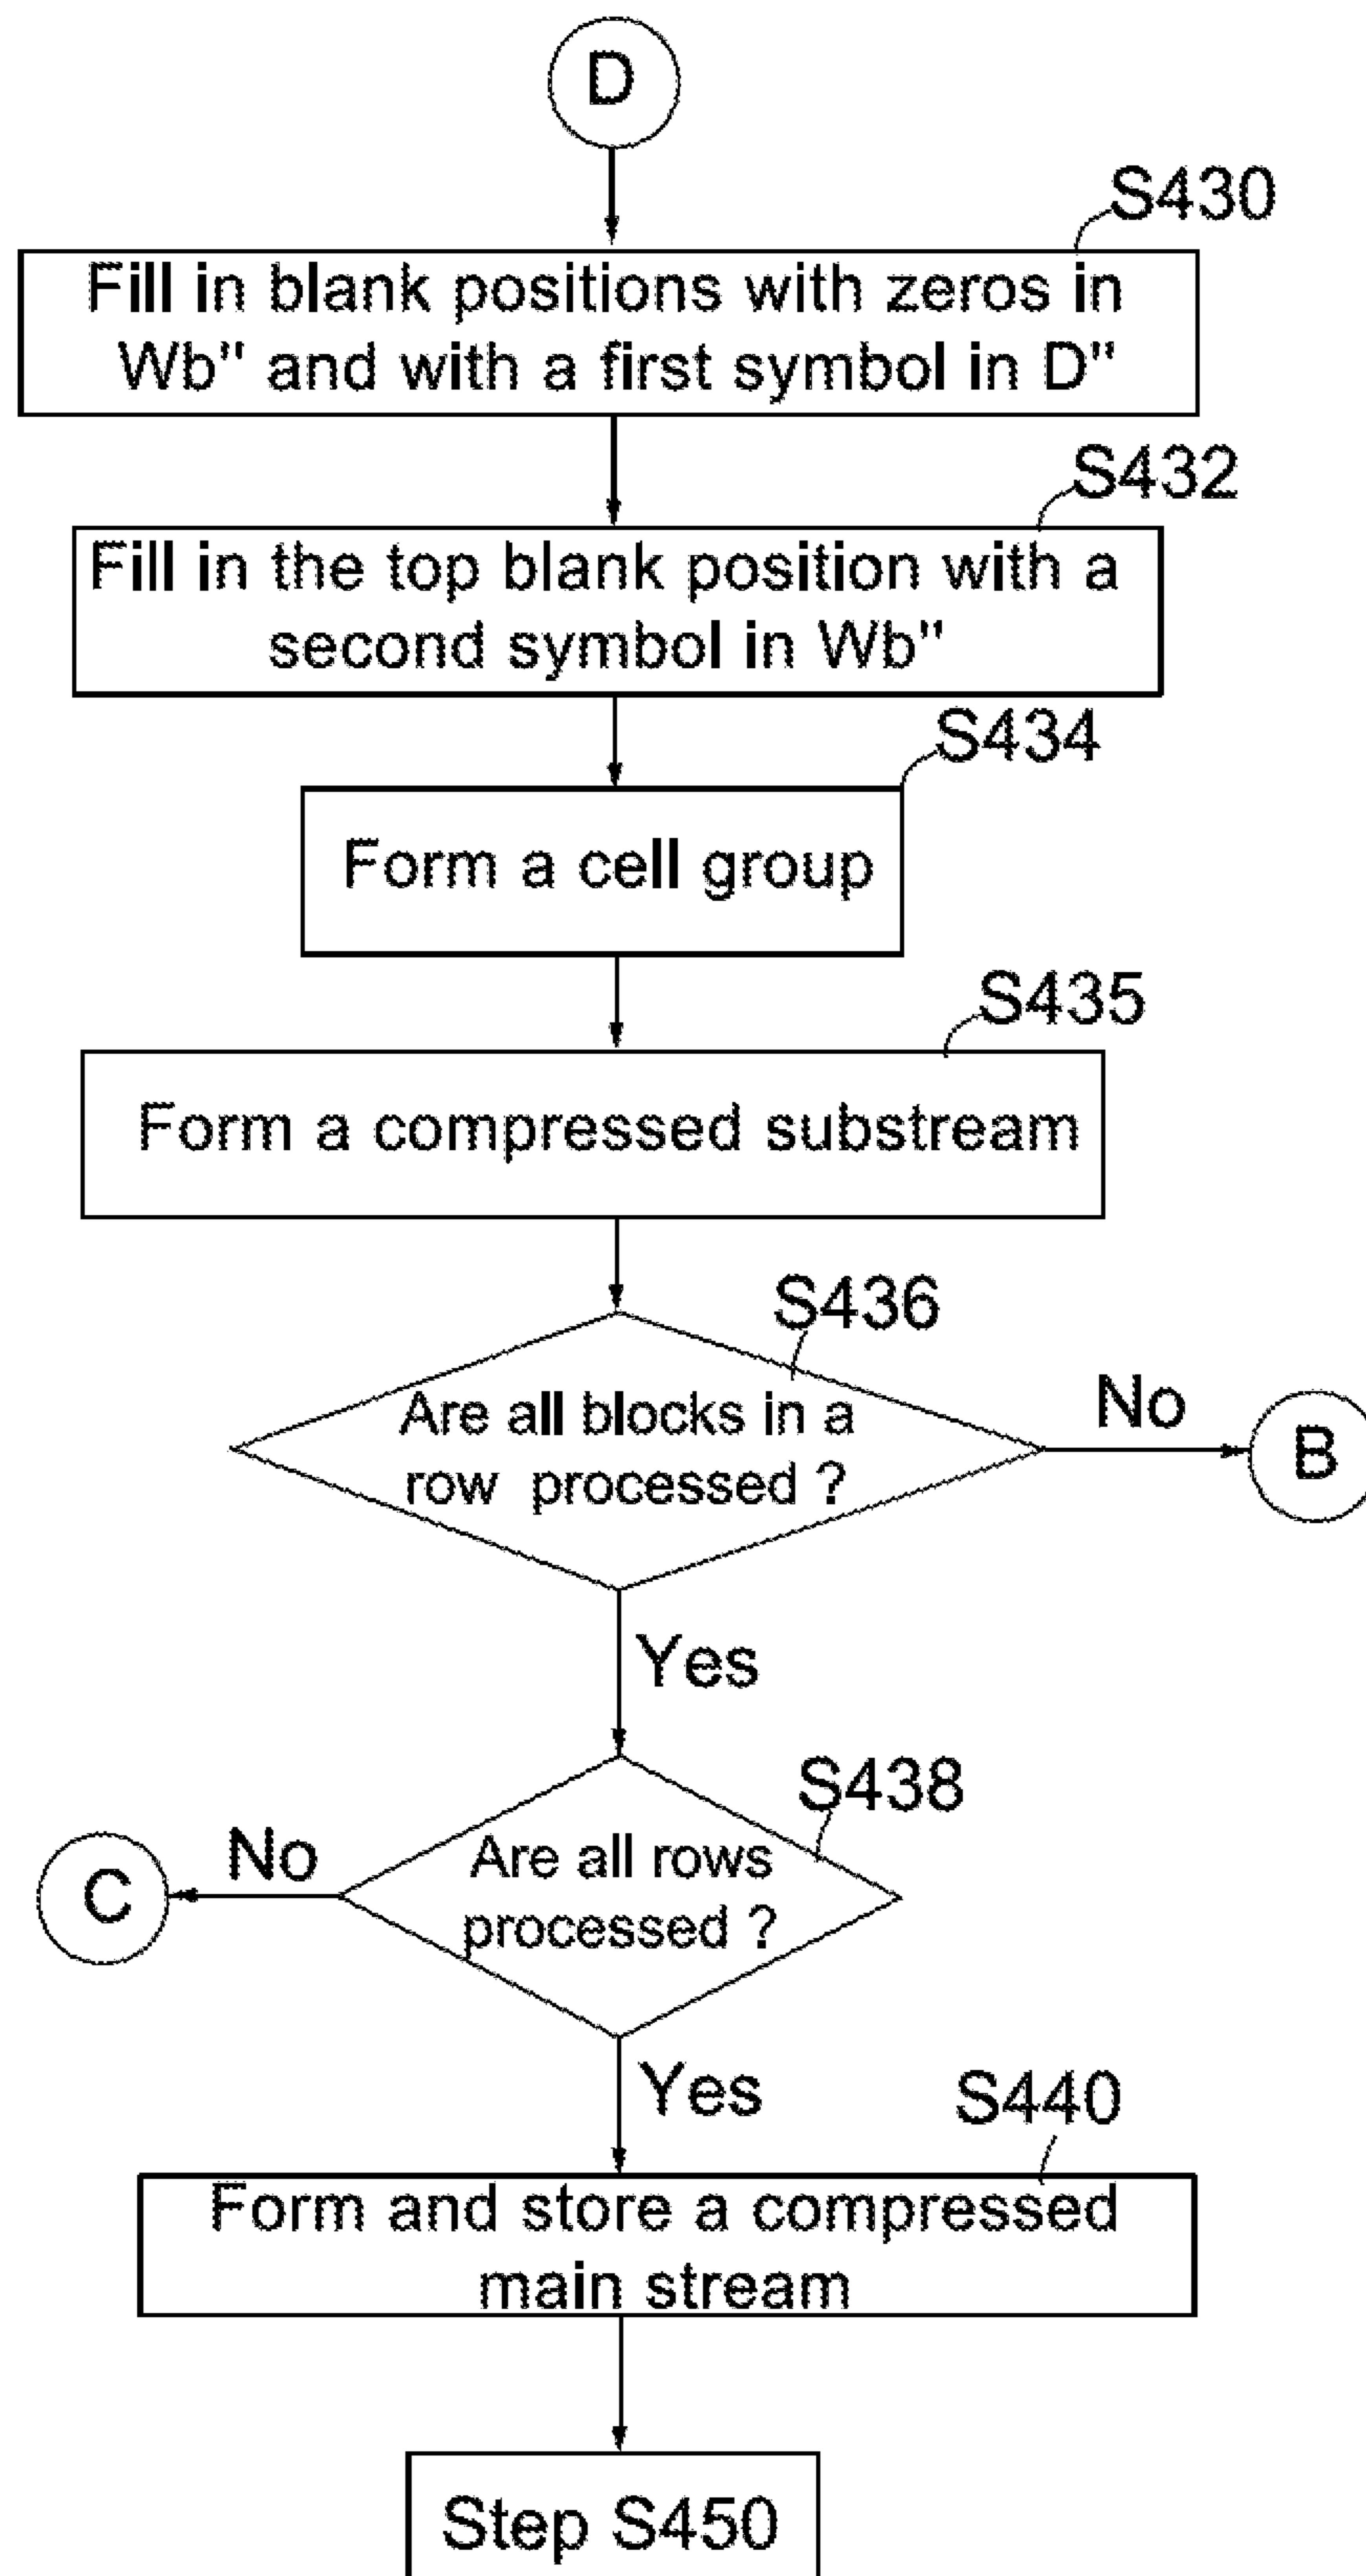 D
S430
Fill in blank positions with zeros in
Wb" and with a first symbol in D"
S432
Fill in the top blank position with a
second symbol in Wb"
S434
Form a cell group
S435
Form a compressed substream
S436
Are all blocks in a
row processed ?
No
B
Yes
S438
Are all rows
processed ?
No
C
Yes
S440
Form and store a compressed
main stream
Step S450